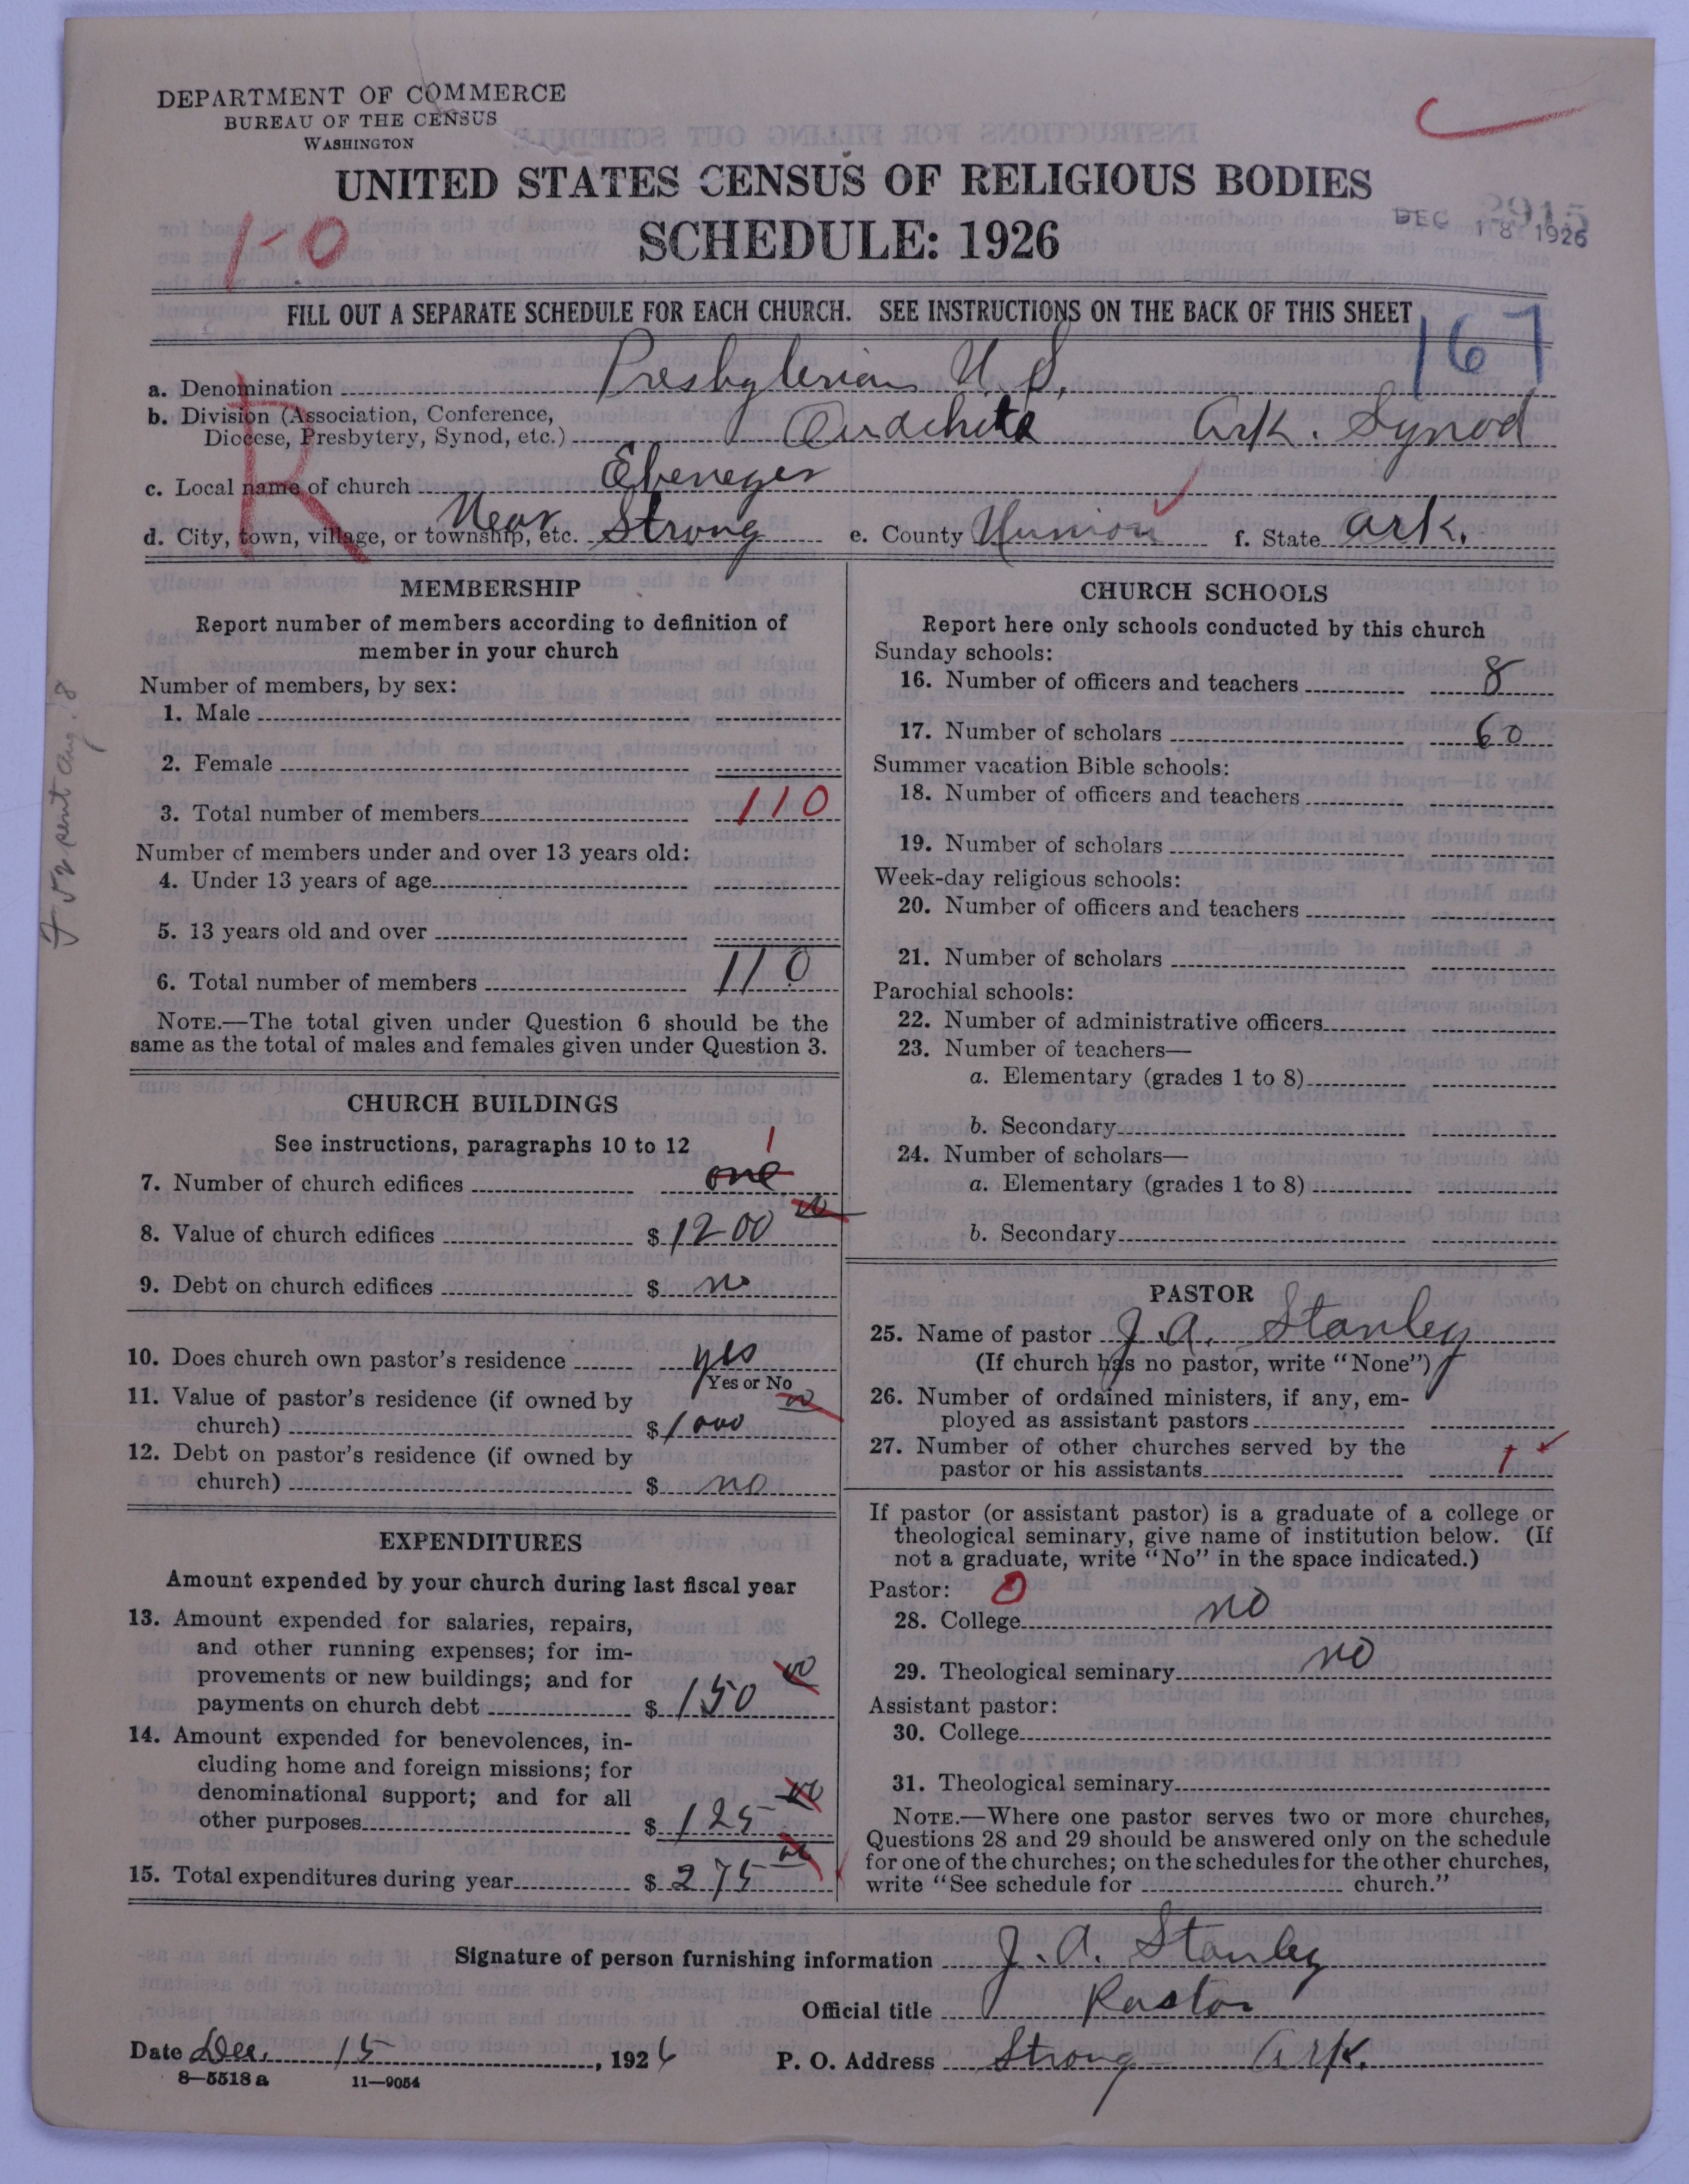 DEPARTMENT OF COMMERCE
BUREAU OF THE CENSUS
WASHINGTON
UNITED STATES CENSUS OF RELIGIOUS BODIES
SCHEDULE: 1926
1-0
2915
DEC 18 1926
FILL OUT A SEPARATE SCHEDULE FOR EACH CHURCH. SEE INSTRUCTIONS ON THE BACK OF THIS SHEET
167
a. Denomination Presbyterian U. S.
b. Division (Association, Conference,
Diocese, Presbytery, Synod, etc.) Ouachita Ark. Synod
R
c. Local name of church Ebenezer
d. City, town, village, or township, etc. Near Strong e. County Hunion f. State Ark.
MEMBERSHIP
Report number of members according to definition of
member in your church
Number of members, by sex:
1. Male
2. Female
3. Total number of members 110
Number of members under and over 13 years old:
4. Under 13 years of age
5. 13 years old and over
6. Total number of members 110
NOTE.—The total given under Question 6 should be the
same as the total of males and females given under Question 3.
CHURCH BUILDINGS
See instructions, paragraphs 10 to 12
1
7. Number of church edifices one
8. Value of church edifices $ 1200 00
9. Debt on church edifices $ no
10. Does church own pastor's residence yes
Yes or No
11. Value of pastor's residence (if owned by
church) $ 1000 00
12. Debt on pastor's residence (if owned by
church) $ no
EXPENDITURES
Amount expended by your church during last fiscal year
13. Amount expended for salaries, repairs,
and other running expenses; for im-
provements or new buildings; and for
payments on church debt $ 150 00
14. Amount expended for benevolences, in-
cluding home and foreign missions; for
denominational support; and for all
other purposes $ 125 00
15. Total expenditures during year $ 275 00
CHURCH SCHOOLS
Report here only schools conducted by this church
Sunday schools:
16. Number of officers and teachers 8
17. Number of scholars 60
Summer vacation Bible schools:
18. Number of officers and teachers
19. Number of scholars
Week-day religious schools:
20. Number of officers and teachers
21. Number of scholars
Parochial schools:
22. Number of administrative officers
23. Number of teachers—
a. Elementary (grades 1 to 8)
b. Secondary
24. Number of scholars—
a. Elementary (grades 1 to 8)
b. Secondary
PASTOR
25. Name of pastor J. A. Stanley
(If church has no pastor, write "None")
26. Number of ordained ministers, if any, em-
ployed as assistant pastors
27. Number of other churches served by the
pastor or his assistants 1
If pastor (or assistant pastor) is a graduate of a college or
theological seminary, give name of institution below. (If
not a graduate, write "No" in the space indicated.)
Pastor: 0
28. College no
29. Theological seminary no
Assistant pastor:
30. College
31. Theological seminary
NOTE.—Where one pastor serves two or more churches,
Questions 28 and 29 should be answered only on the schedule
for one of the churches; on the schedules for the other churches,
write "See schedule for church."
Signature of person furnishing information J. A. Stanley
Official title Pastor
Date Dec. 15, 1926 P. O. Address Strong Ark.
8—5518 a 11—9054